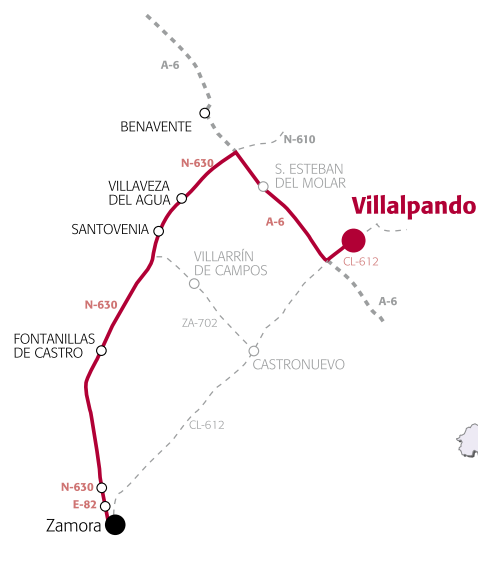 A-6
BENAVENTE
N-610
N-630
S. ESTEBAN
DEL MOLAR
VILLAVEZA
DEL AGUA
Villalpando
A-6
SANTOVENIA
VILLARRÍN
DE CAMPOS
CL-612
N-630
A-6
ZA-702
FONTANILLAS
DE CASTRO
CASTRONUEVO
CL-612
N-630
E-82
Zamora